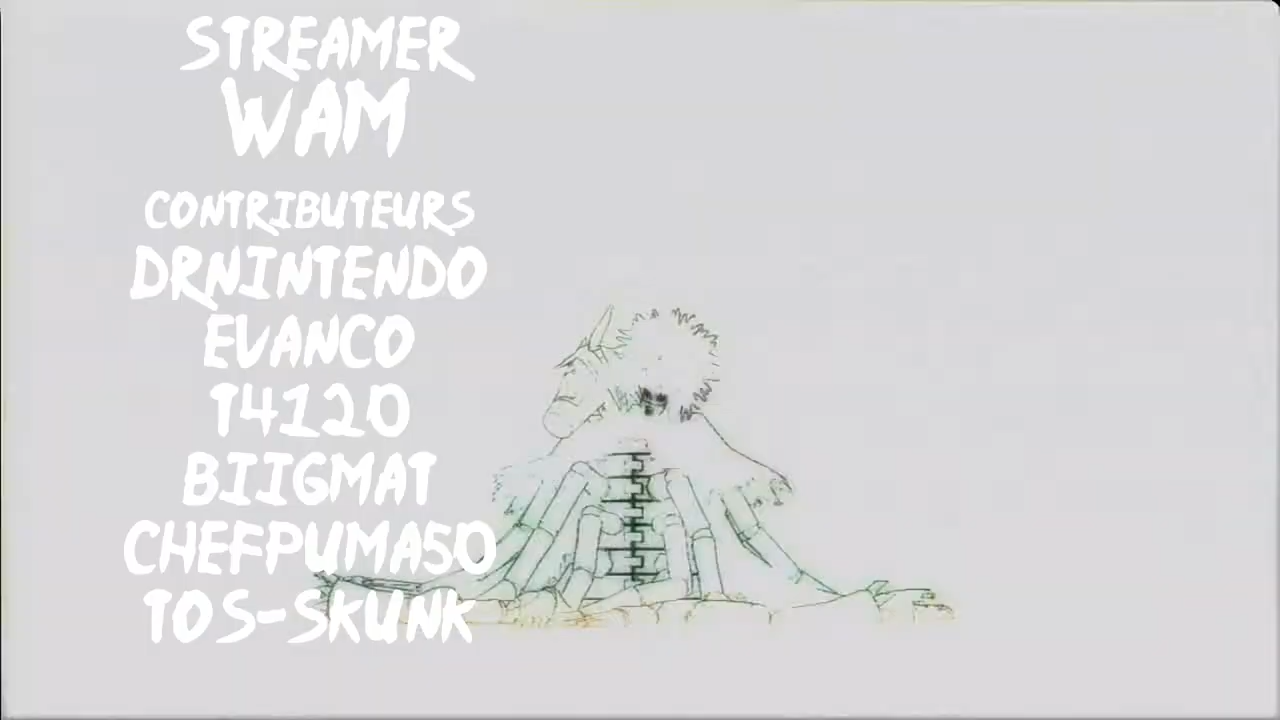 STREAMER
WAM
CONTRIBUTEURS
DRNINTENDO
EVANCO
T4120
BIIGMAT
CHEFPUMA50
TOS-SKUNK